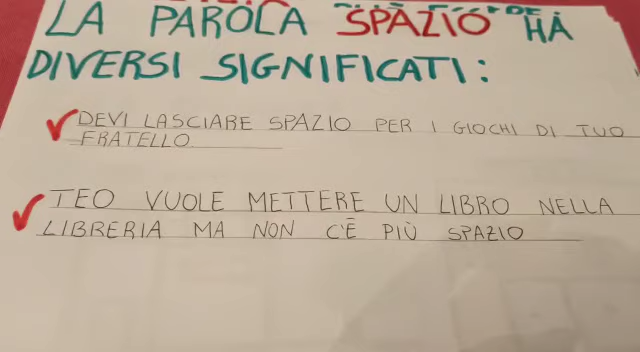 LA PAROLA SPAZIO HA
DIVERSI SIGNIFICATI:
DEVI LASCIARE SPAZIO PER I GIOCHI DI TUO
FRATELLO
TEO VUOLE METTERE UN LIBRO NELLA
LIBRERIA MA NON C'È PIÙ SPAZIO